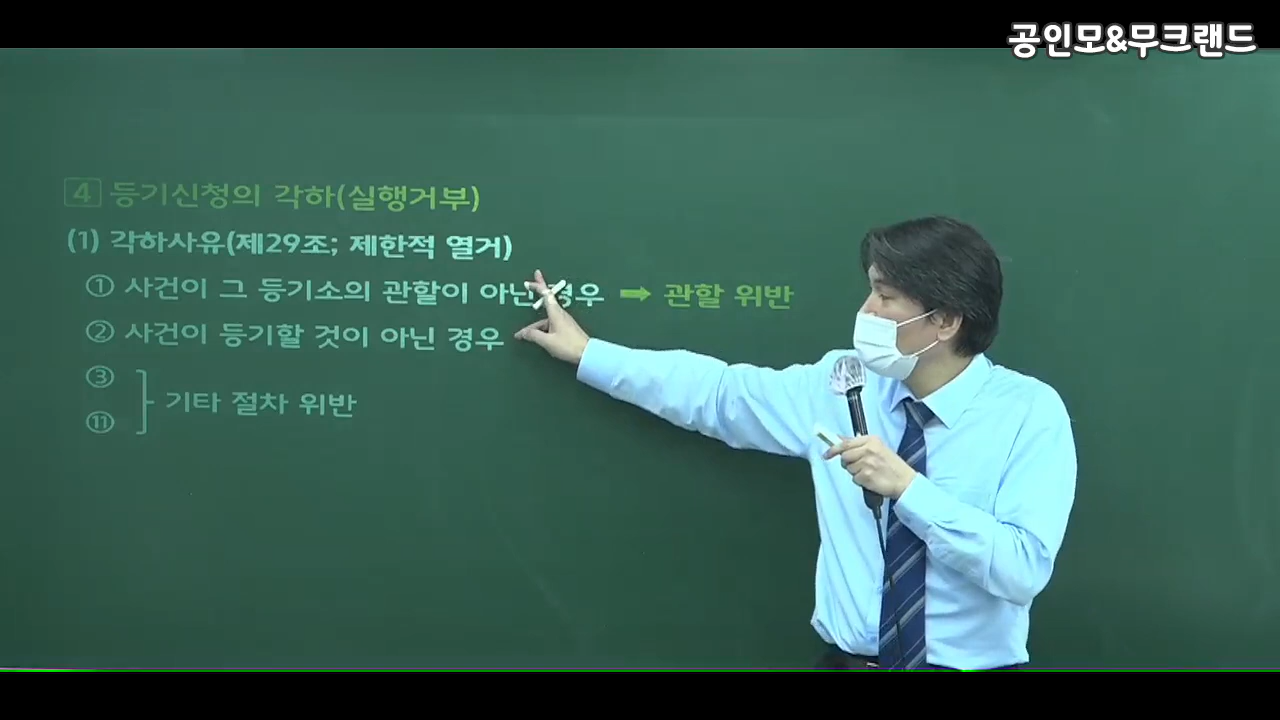 공인모&무크랜드
4 등기신청의 각하(실행거부)
(1) 각하사유(제29조; 제한적 열거)
① 사건이 그 등기소의 관할이 아닌 경우 ➡ 관할 위반
② 사건이 등기할 것이 아닌 경우
③
기타 절차 위반
⑪